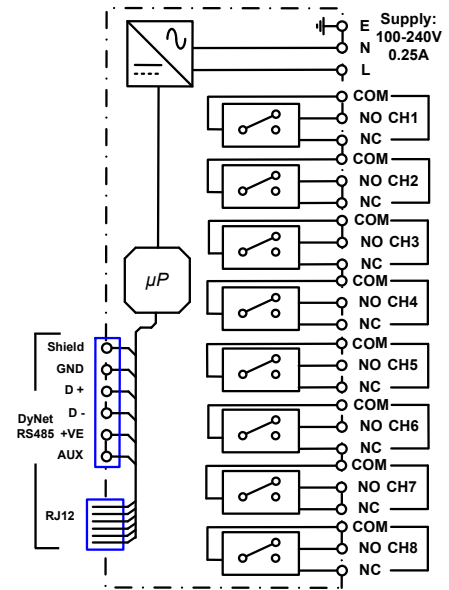 E
Supply:
100-240V
0.25A
N
L
COM
NO CH1
NC
COM
NO CH2
NC
COM
NO CH3
NC
COM
NO CH4
NC
COM
NO CH5
NC
COM
NO CH6
NC
COM
NO CH7
NC
COM
NO CH8
NC
µP
Shield
GND
D +
D -
DyNet
RS485
+VE
AUX
RJ12